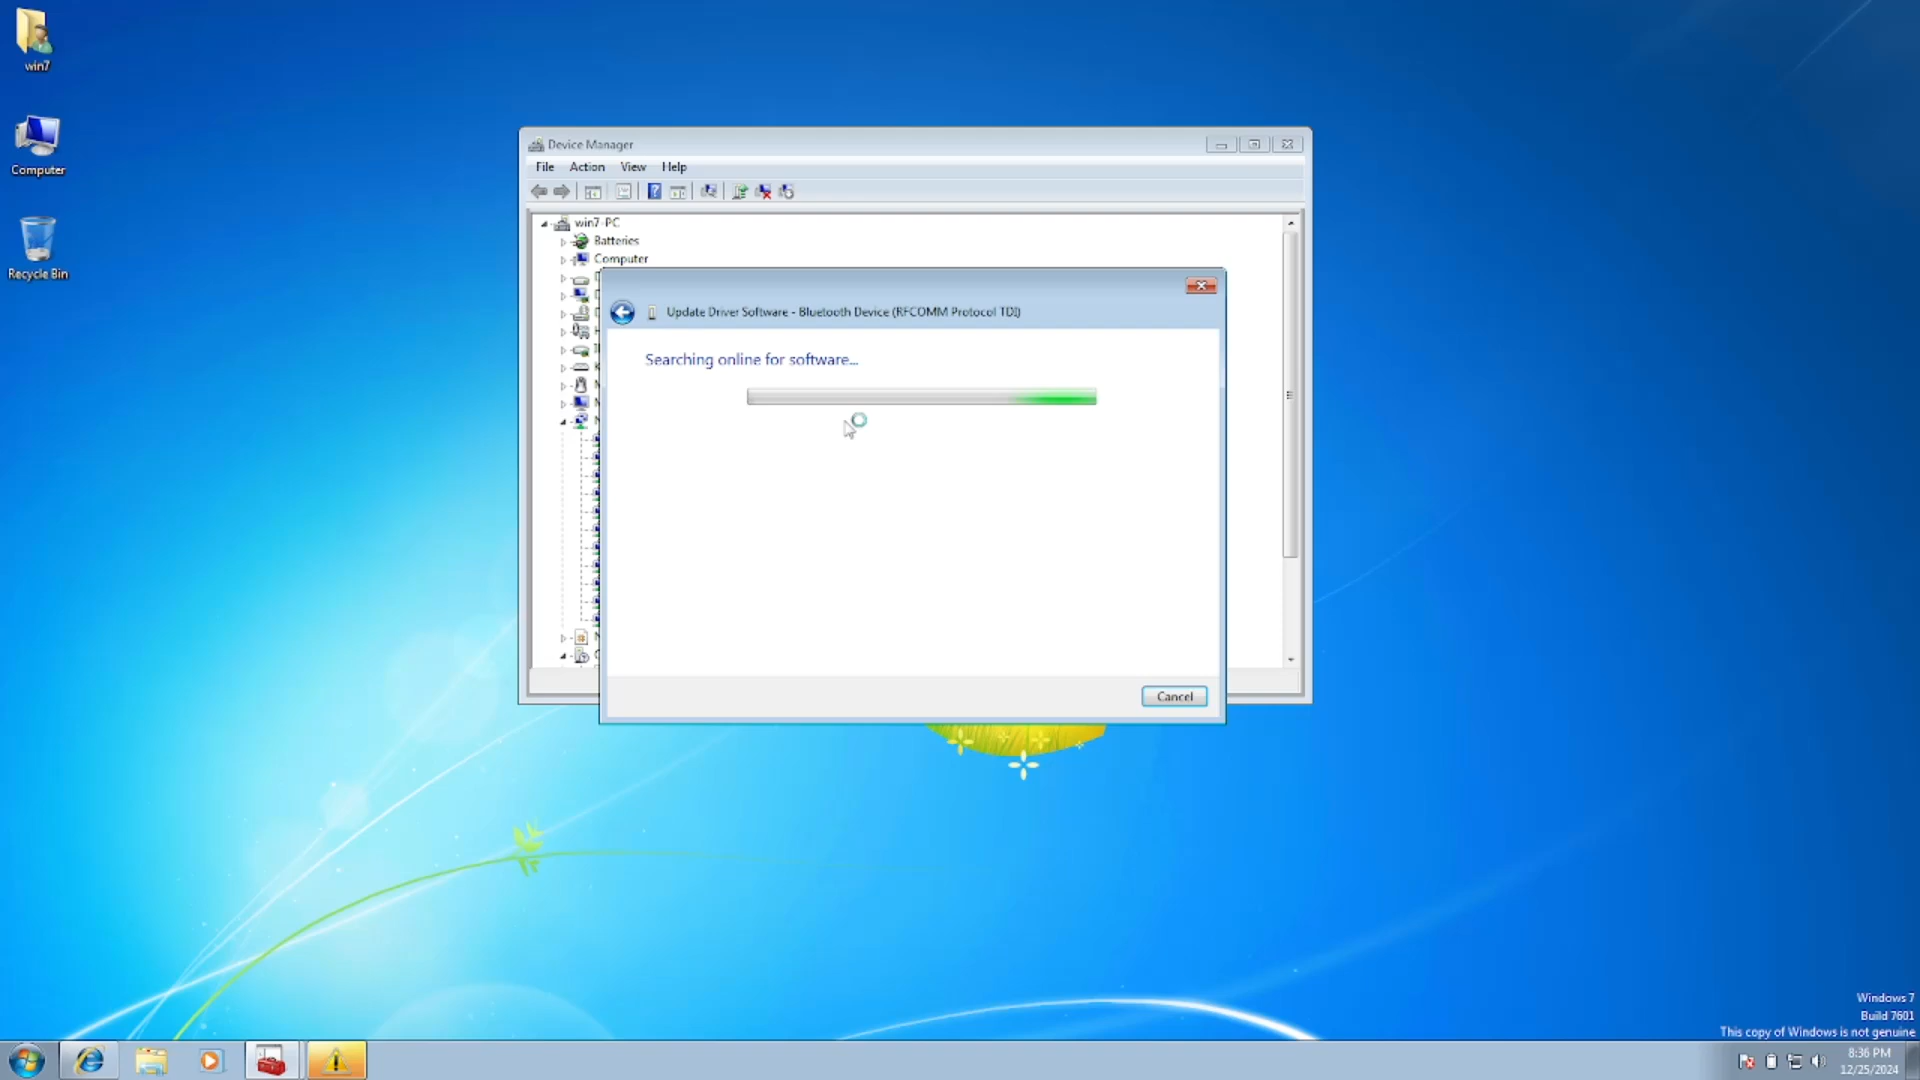 win7
Computer
Recycle Bin
Device Manager
File Action View Help
win7-PC
Batteries
Computer
Update Driver Software - Bluetooth Device (RFCOMM Protocol TDI)
Searching online for software...
Cancel
Windows 7
Build 7601
This copy of Windows is not genuine
8:36 PM
12/25/2024